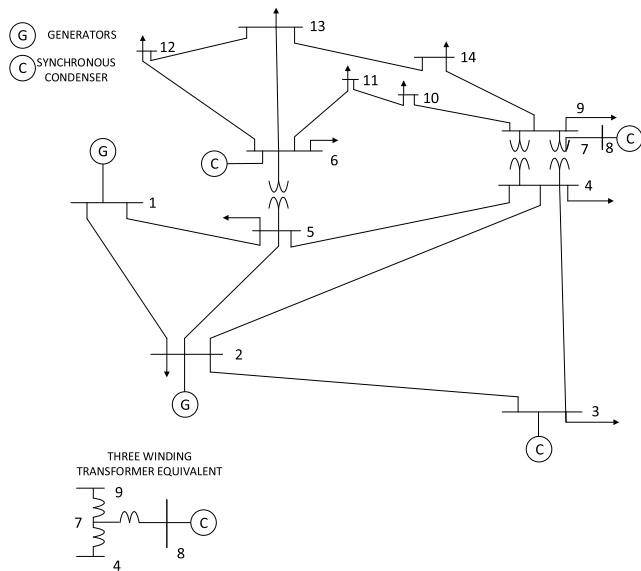 G GENERATORS
C SYNCHRONOUS
CONDENSER
13
12
14
11
10
9
G
C
6
7
8
C
1
4
5
2
G
3
C
THREE WINDING
TRANSFORMER EQUIVALENT
9
7
C
8
4